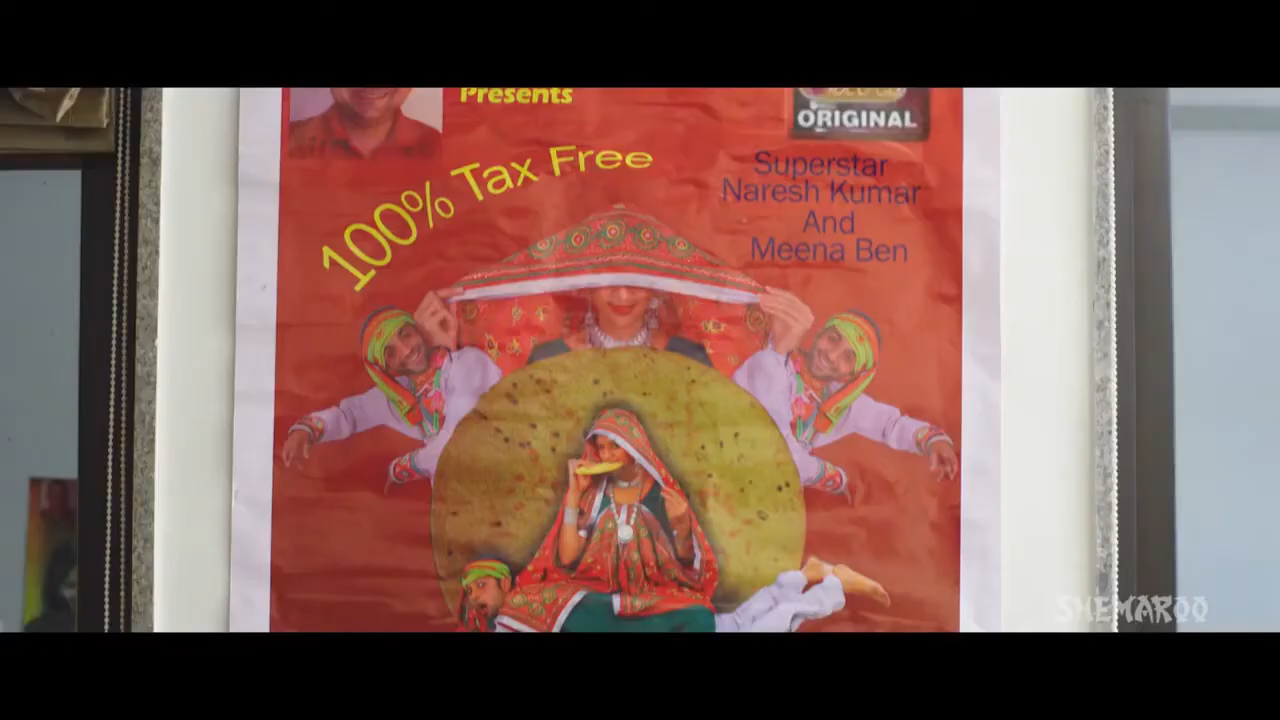 Presents
ORIGINAL
100% Tax Free
Superstar
Naresh Kumar
And
Meena Ben
SHEMAROO